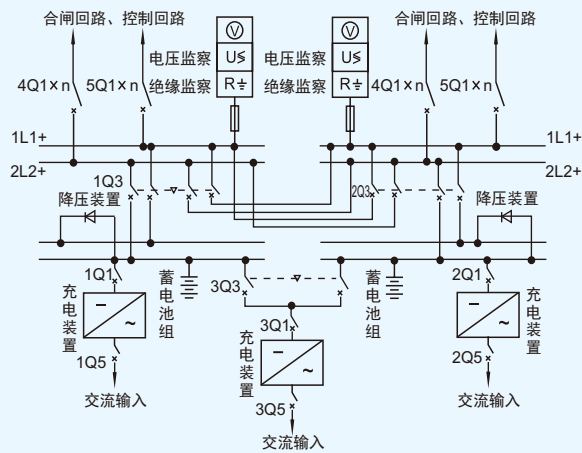 合闸回路、控制回路
合闸回路、控制回路
V
V
电压监察
U≶
电压监察
U≶
4Q1×n
5Q1×n
绝缘监察
R⏚
绝缘监察
R⏚
4Q1×n
5Q1×n
1L1+
1L1+
2L2+
2L2+
1Q3
2Q3
降压装置
降压装置
1Q1
蓄电池组
3Q3
蓄电池组
2Q1
充电装置
− ~
3Q1
− ~
充电装置
1Q5
充电装置
− ~
2Q5
交流输入
3Q5
交流输入
交流输入